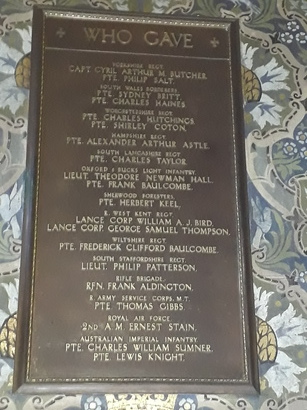 WHO GAVE
YORKSHIRE REGT.
CAPT CYRIL ARTHUR M. BUTCHER.
PTE. PHILIP SALT.
SOUTH WALES BORDERERS.
PTE. SYDNEY BRITT.
PTE. CHARLES HAINES
WORCESTERSHIRE REGT.
PTE. CHARLES HUTCHINGS
PTE. SHIRLEY COTON.
HAMPSHIRE REGT.
PTE. ALEXANDER ARTHUR ASTLE.
SOUTH LANCASHIRE REGT.
PTE. CHARLES TAYLOR
OXFORD & BUCKS LIGHT INFANTRY
LIEUT. THEODORE NEWMAN HALL.
PTE. FRANK BAULCOMBE.
SHERWOOD FORESTERS.
PTE. HERBERT KEEL.
R. WEST KENT REGT.
LANCE CORP. WILLIAM A. J. BIRD.
LANCE CORP. GEORGE SAMUEL THOMPSON.
WILTSHIRE REGT.
PTE. FREDERICK CLIFFORD BAULCOMBE.
SOUTH STAFFORDSHIRE REGT.
LIEUT. PHILIP PATTERSON.
RIFLE BRIGADE.
RFN. FRANK ALDINGTON.
R. ARMY SERVICE CORPS. M.T.
PTE. THOMAS GIBBS
ROYAL AIR FORCE.
2ND A.M. ERNEST STAIN.
AUSTRALIAN IMPERIAL INFANTRY.
PTE. CHARLES WILLIAM SUMNER.
PTE. LEWIS KNIGHT.